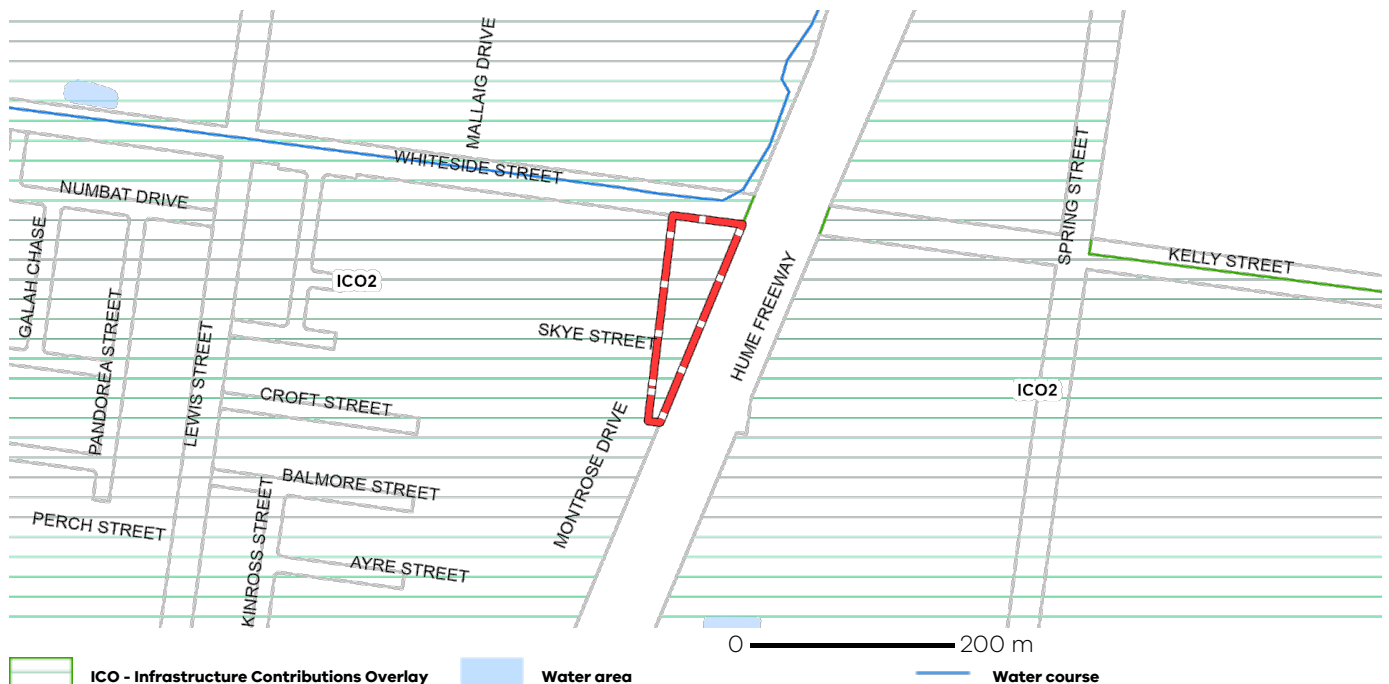 MALLAIG DRIVE
WHITESIDE STREET
SPRING STREET
NUMBAT DRIVE
GALAH CHASE
KELLY STREET
ICO2
HUME FREEWAY
PANDOREA STREET
LEWIS STREET
SKYE STREET
ICO2
CROFT STREET
MONTROSE DRIVE
BALMORE STREET
KINROSS STREET
PERCH STREET
AYRE STREET
0 200 m
ICO - Infrastructure Contributions Overlay
Water area
Water course